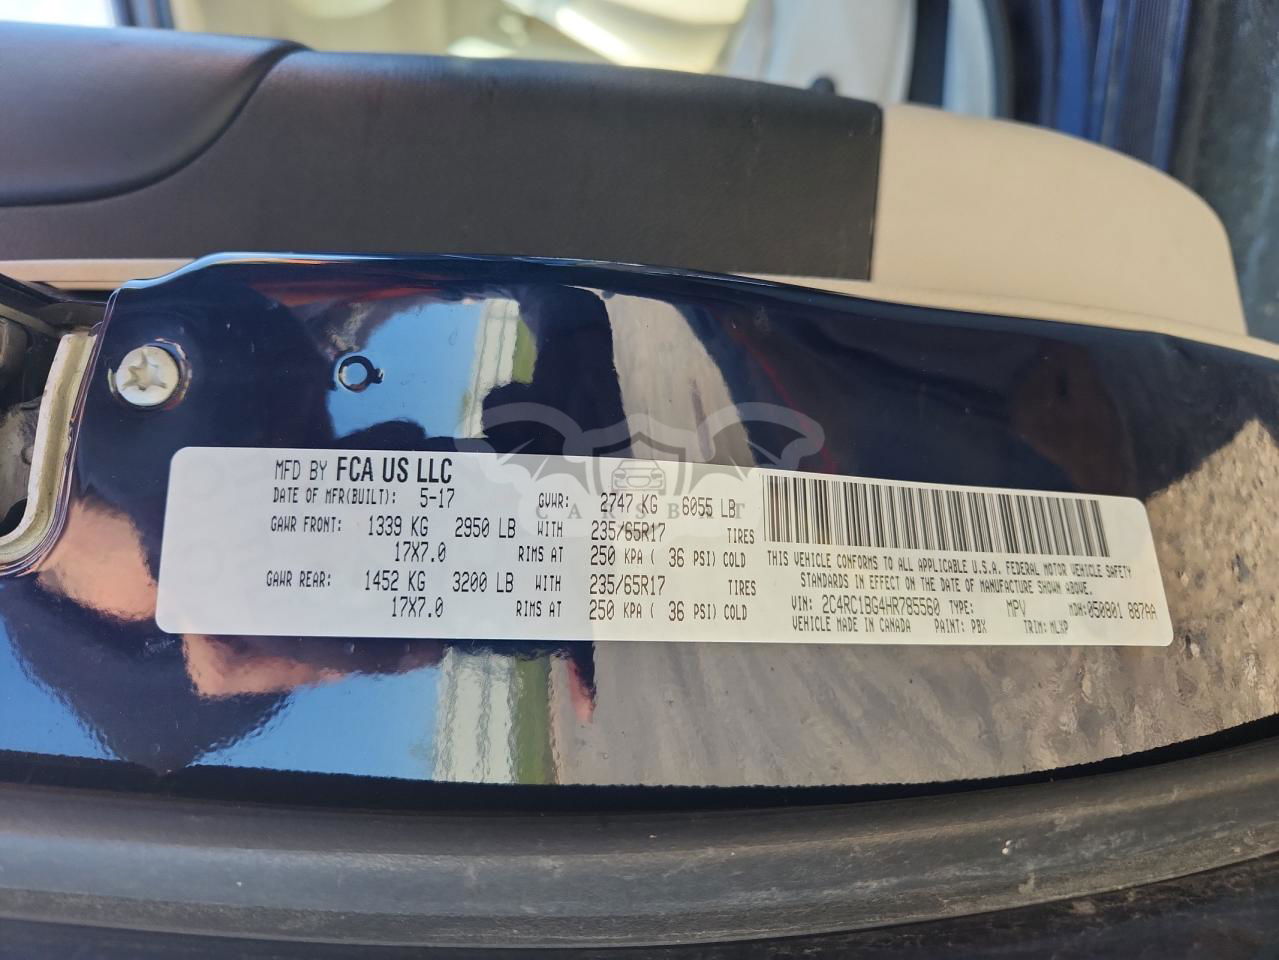 MFD BY FCA US LLC
DATE OF MFR(BUILT): 5-17 GVWR: 2747 KG 6055 LB
GAWR FRONT: 1339 KG 2950 LB WITH 235/65R17 TIRES
17X7.0 RIMS AT 250 KPA ( 36 PSI) COLD
GAWR REAR: 1452 KG 3200 LB WITH 235/65R17 TIRES
17X7.0 RIMS AT 250 KPA ( 36 PSI) COLD
THIS VEHICLE CONFORMS TO ALL APPLICABLE U.S.A. FEDERAL MOTOR VEHICLE SAFETY
STANDARDS IN EFFECT ON THE DATE OF MANUFACTURE SHOWN ABOVE.
VIN: 2C4RC1BG4HR785560 TYPE: MPV MDH: 050801 887AA
VEHICLE MADE IN CANADA PAINT: PBX TRIM: MLXP
CARSBAT